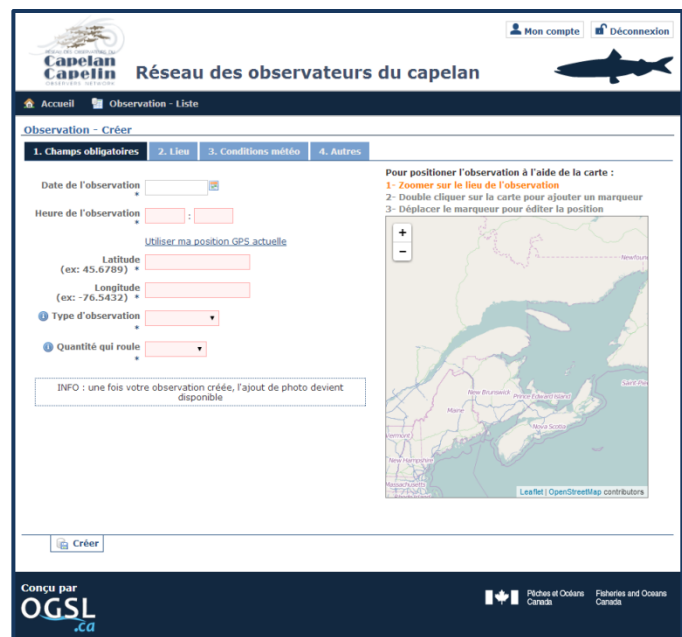 Mon compte
Déconnexion
Capelan
Capelin
OBSERVERS NETWORK
Réseau des observateurs du capelan
Accueil
Observation - Liste
Observation - Créer
1. Champs obligatoires
2. Lieu
3. Conditions météo
4. Autres
Date de l'observation
*
Heure de l'observation
*
:
Utiliser ma position GPS actuelle
Latitude
(ex: 45.6789) *
Longitude
(ex: -76.5432) *
Type d'observation
*
Quantité qui roule
*
INFO : une fois votre observation créée, l'ajout de photo devient
disponible
Pour positionner l'observation à l'aide de la carte :
1- Zoomer sur le lieu de l'observation
2- Double cliquer sur la carte pour ajouter un marqueur
3- Déplacer le marqueur pour éditer la position
+
−
New Brunswick
Prince Edward Island
Maine
Nova Scotia
New Hampshire
Massachusetts
Leaflet | OpenStreetMap contributors
Créer
Conçu par
OGSL
.ca
Pêches et Océans
Canada
Fisheries and Oceans
Canada